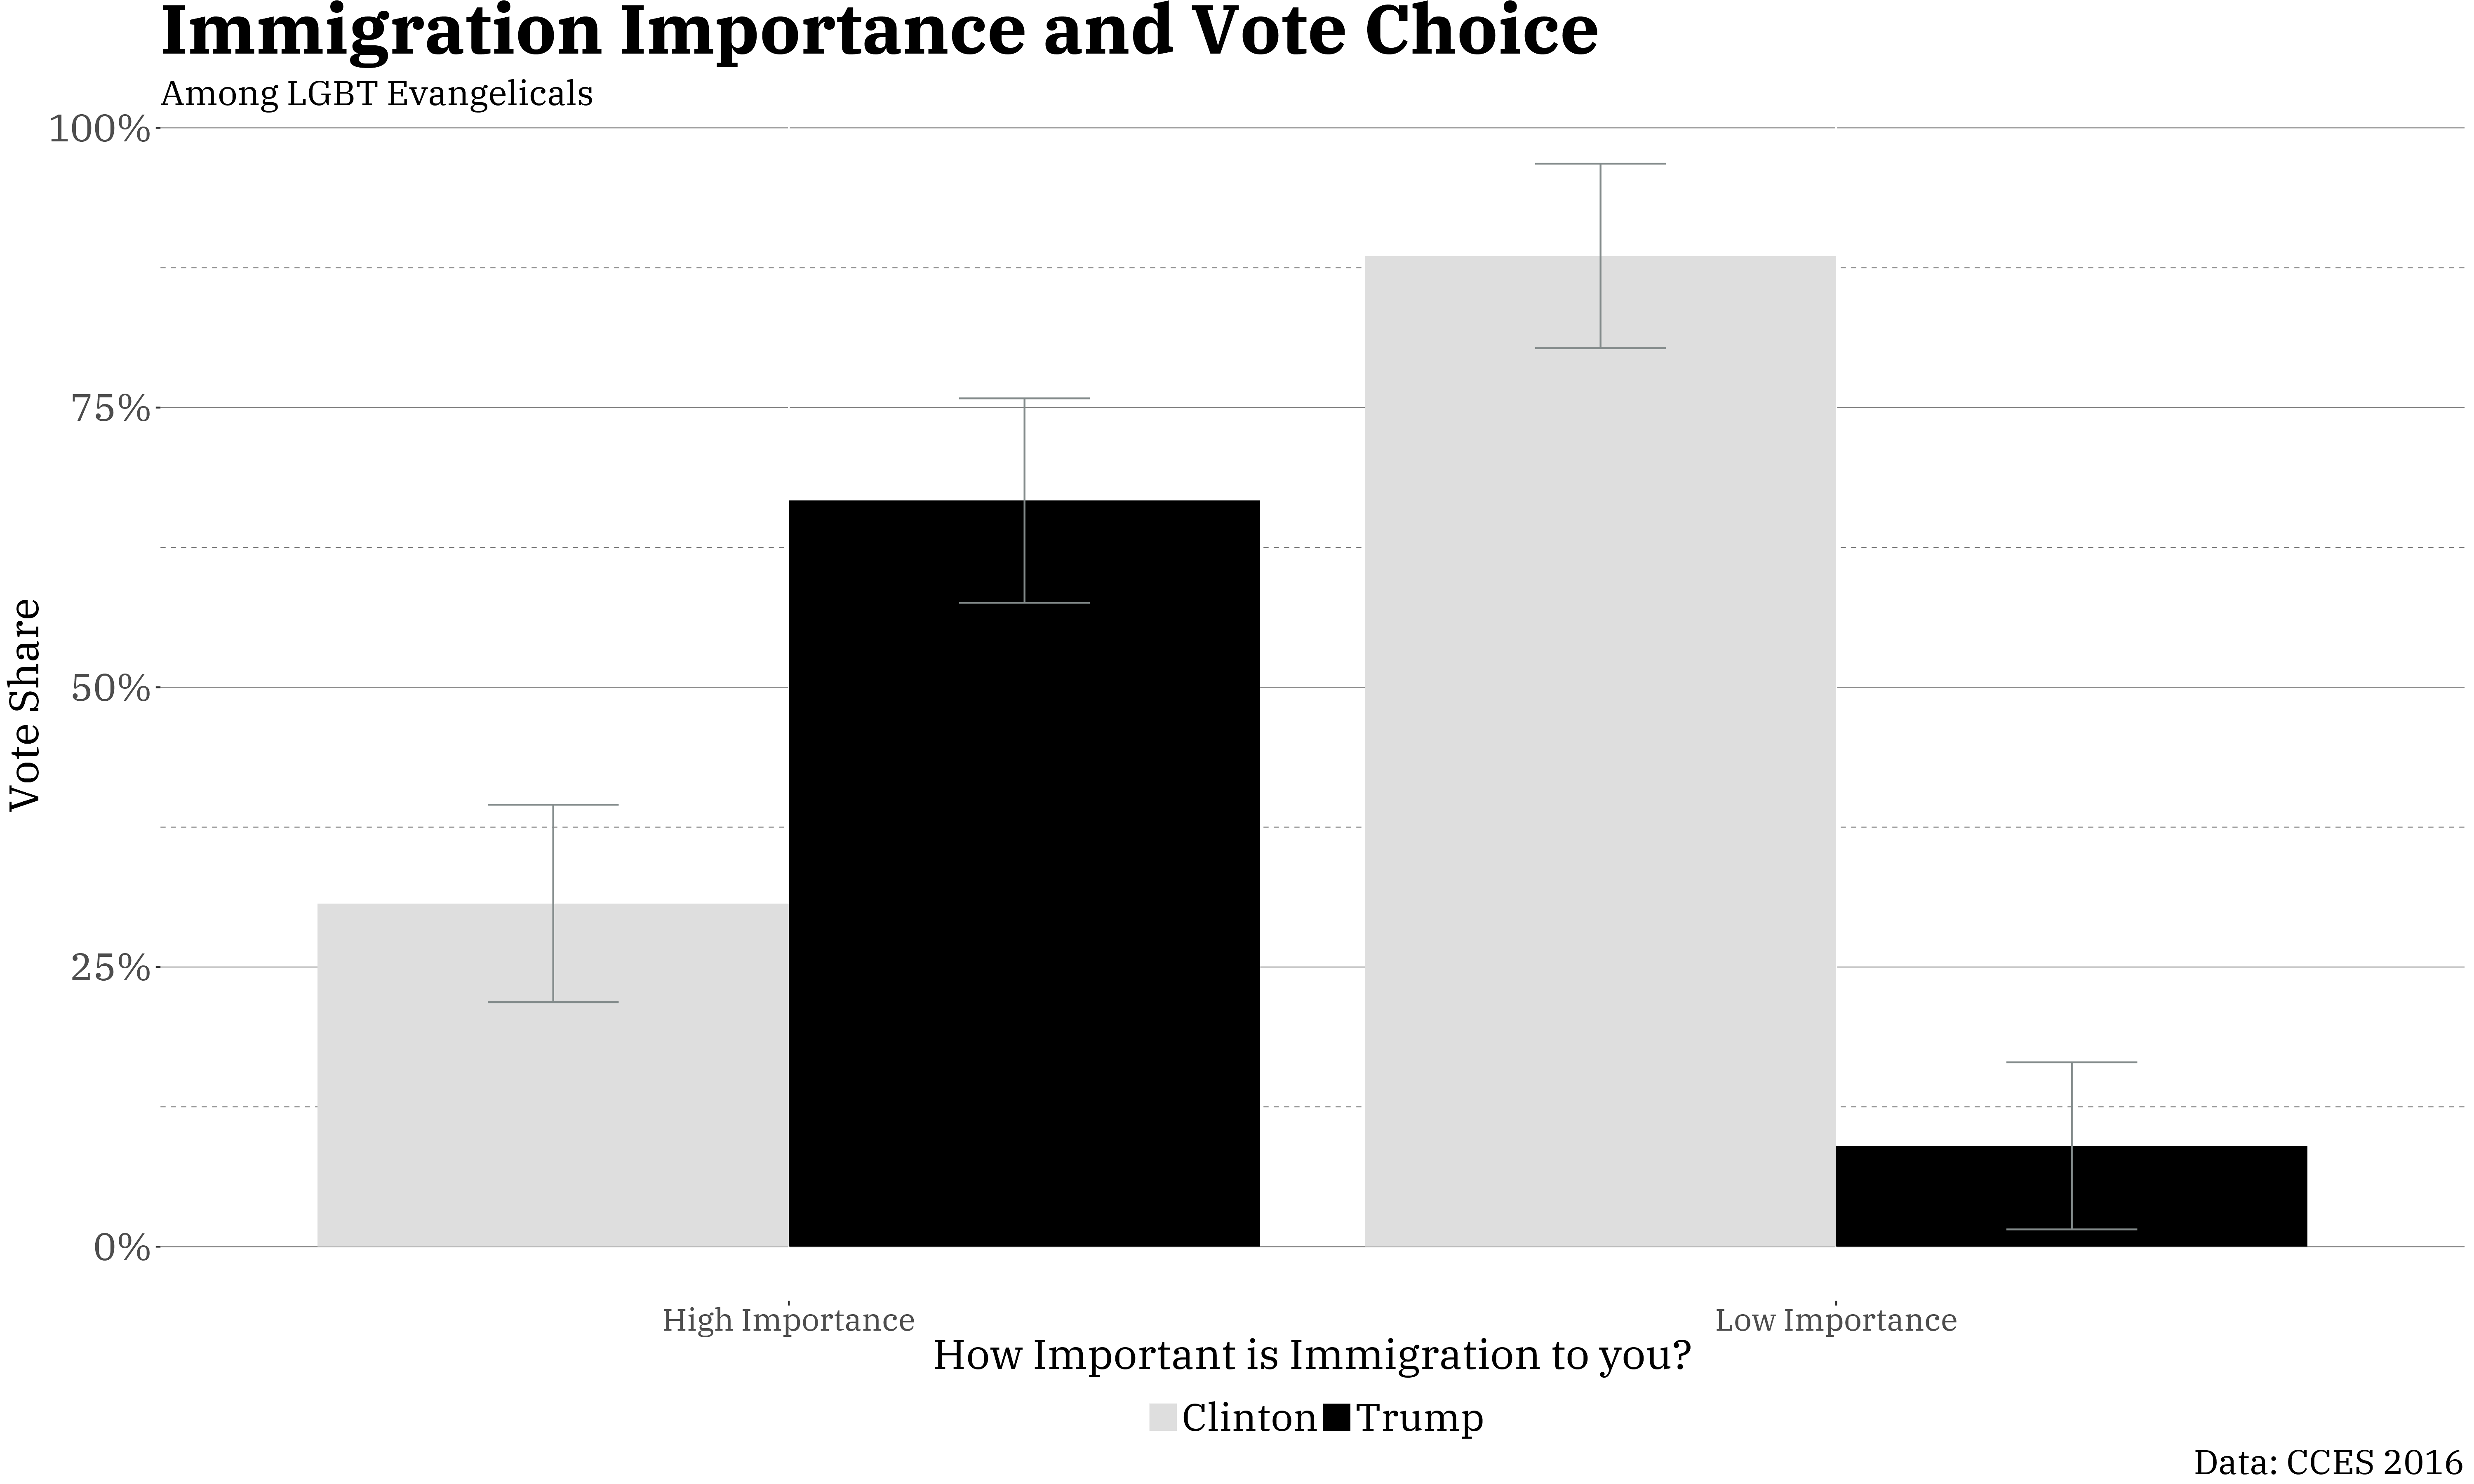 Immigration Importance and Vote Choice
Among LGBT Evangelicals
100%
75%
50%
25%
0%
Vote Share
High Importance
Low Importance
How Important is Immigration to you?
Clinton
Trump
Data: CCES 2016